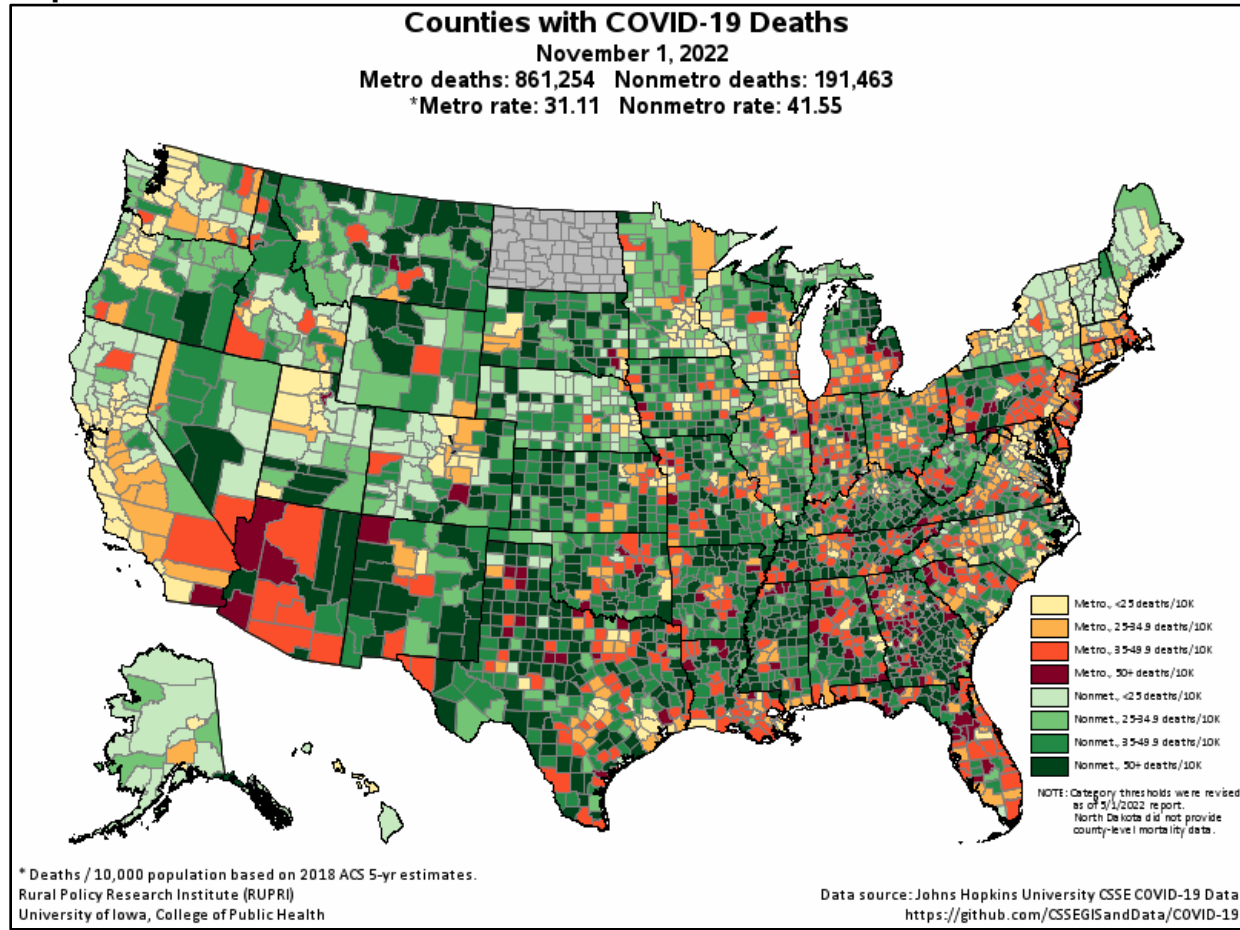 Counties with COVID-19 Deaths
November 1, 2022
Metro deaths: 861,254 Nonmetro deaths: 191,463
*Metro rate: 31.11 Nonmetro rate: 41.55
Metro., <25 deaths/10K
Metro., 25-34.9 deaths/10K
Metro., 35-49.9 deaths/10K
Metro., 50+ deaths/10K
Nonmet., <25 deaths/10K
Nonmet., 25-34.9 deaths/10K
Nonmet., 35-49.9 deaths/10K
Nonmet., 50+ deaths/10K
NOTE: Category thresholds were revised
as of 5/1/2022 report.
North Dakota did not provide
county-level mortality data.
* Deaths / 10,000 population based on 2018 ACS 5-yr estimates.
Rural Policy Research Institute (RUPRI)
University of Iowa, College of Public Health
Data source: Johns Hopkins University CSSE COVID-19 Data
https://github.com/CSSEGISandData/COVID-19